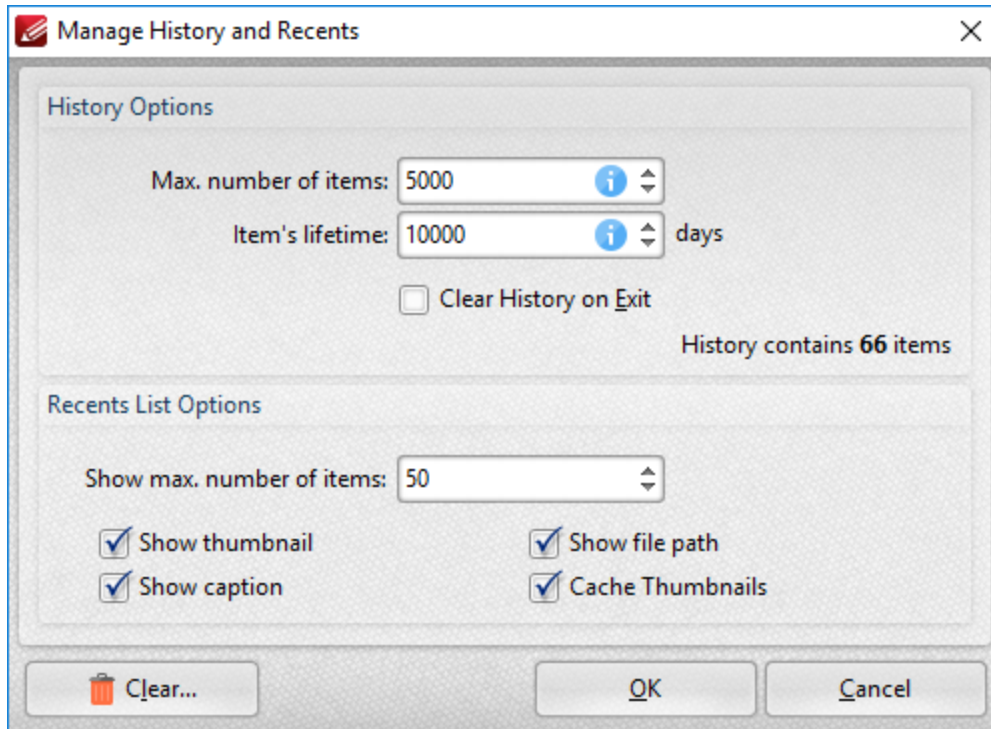 Manage History and Recents
History Options
Max. number of items: 5000
Item's lifetime: 10000 days
Clear History on Exit
History contains 66 items
Recents List Options
Show max. number of items: 50
Show thumbnail Show file path
Show caption Cache Thumbnails
Clear... OK Cancel